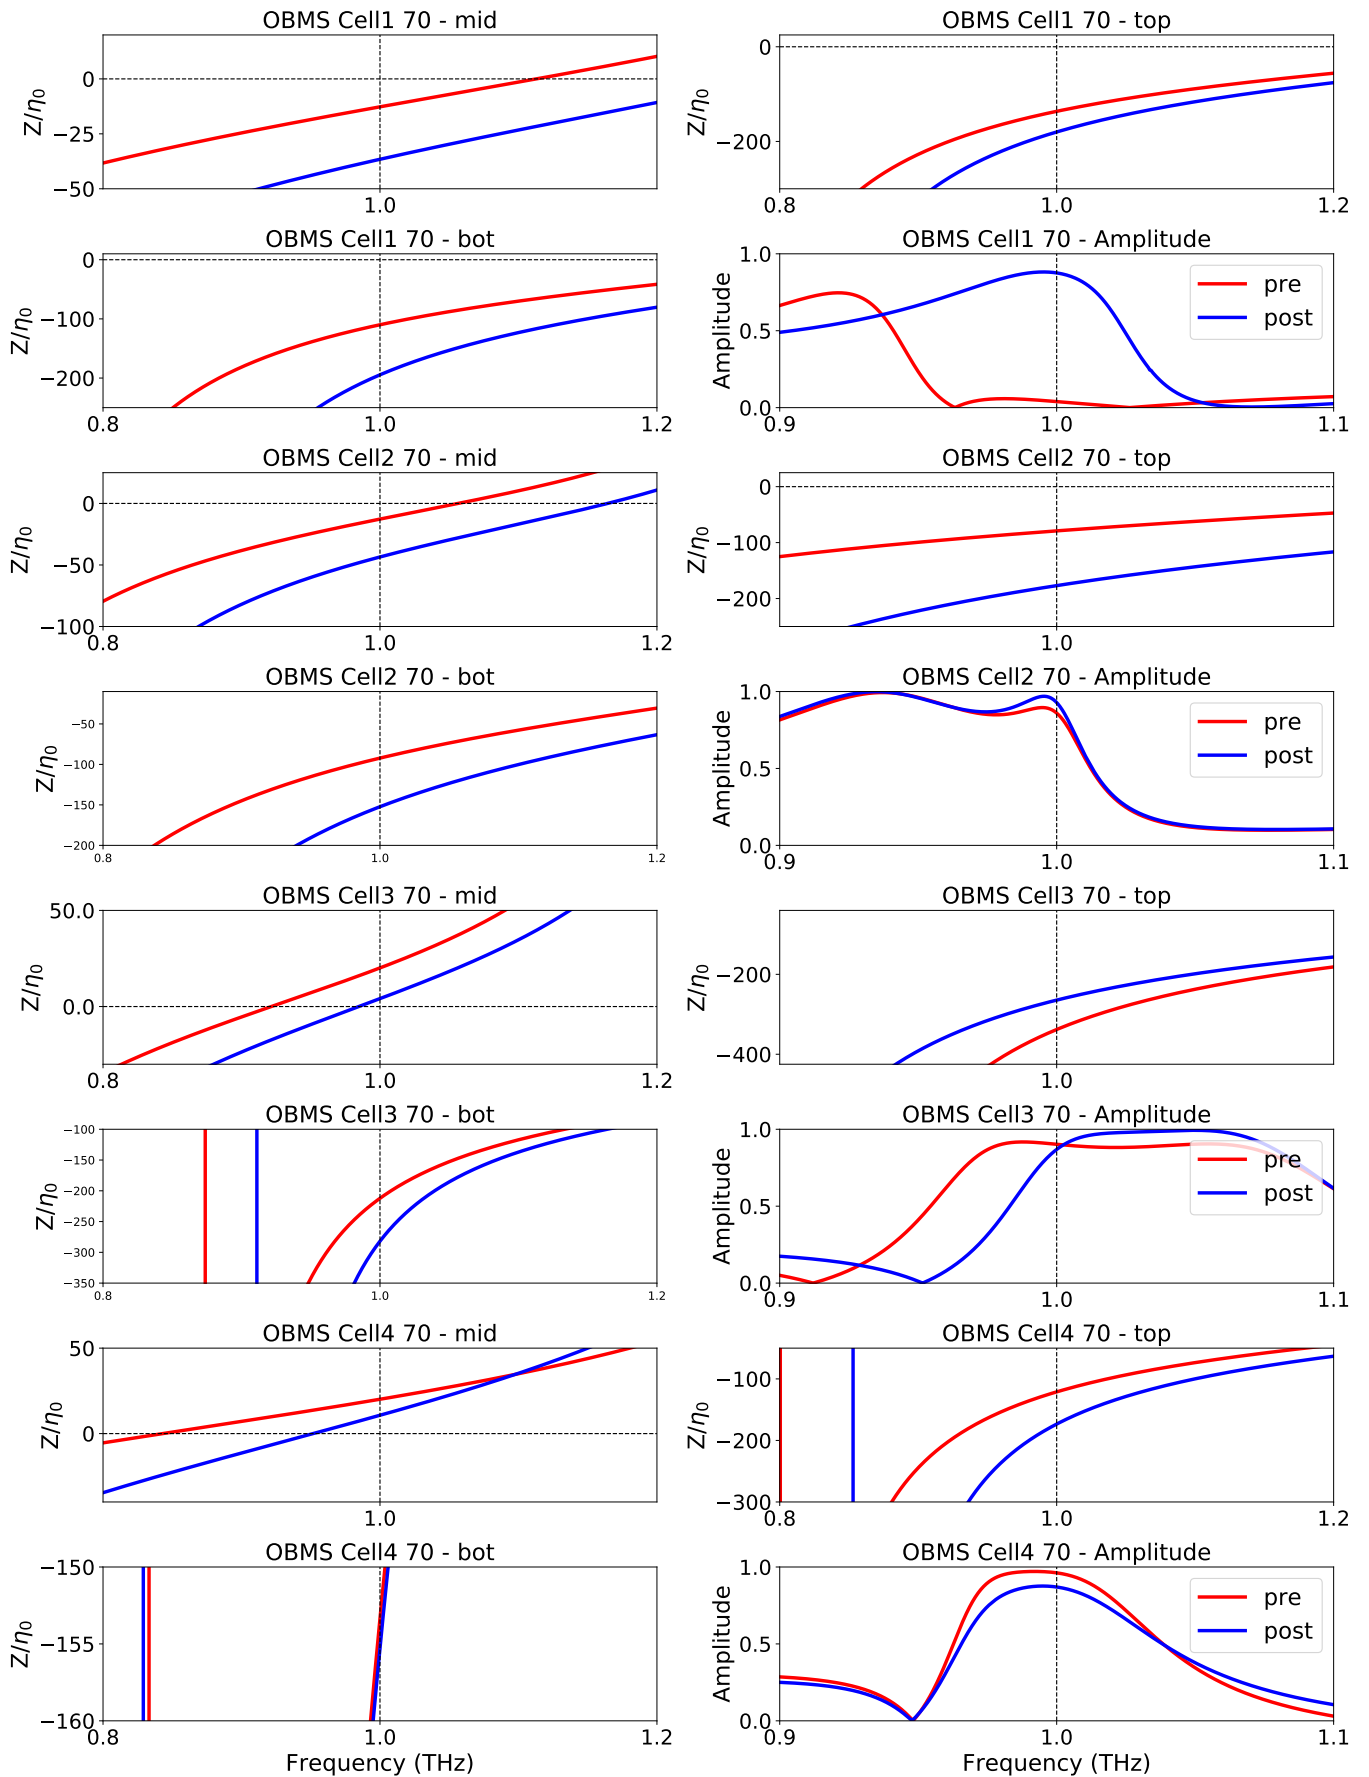 OBMS Cell1 70 - mid
Z/η0
0
−25
−50
1.0
OBMS Cell1 70 - top
Z/η0
0
−200
0.8 1.0 1.2
OBMS Cell1 70 - bot
Z/η0
0
−100
−200
0.8 1.0 1.2
OBMS Cell1 70 - Amplitude
Amplitude
1.0
0.5
0.0
0.9 1.0 1.1
pre
post
OBMS Cell2 70 - mid
Z/η0
0
−50
−100
0.8 1.0 1.2
OBMS Cell2 70 - top
Z/η0
0
−100
−200
1.0
OBMS Cell2 70 - bot
Z/η0
−50
−100
−150
−200
0.8 1.0 1.2
OBMS Cell2 70 - Amplitude
Amplitude
1.0
0.5
0.0
0.9 1.0 1.1
pre
post
OBMS Cell3 70 - mid
Z/η0
50.0
0.0
0.8 1.0 1.2
OBMS Cell3 70 - top
Z/η0
−200
−400
1.0
OBMS Cell3 70 - bot
Z/η0
−100
−150
−200
−250
−300
−350
0.8 1.0 1.2
OBMS Cell3 70 - Amplitude
Amplitude
1.0
0.5
0.0
0.9 1.0 1.1
pre
post
OBMS Cell4 70 - mid
Z/η0
50
0
1.0
OBMS Cell4 70 - top
Z/η0
−100
−200
−300
0.8 1.0 1.2
OBMS Cell4 70 - bot
Z/η0
−150
−155
−160
0.8 1.0 1.2
Frequency (THz)
OBMS Cell4 70 - Amplitude
Amplitude
1.0
0.5
0.0
0.9 1.0 1.1
pre
post
Frequency (THz)